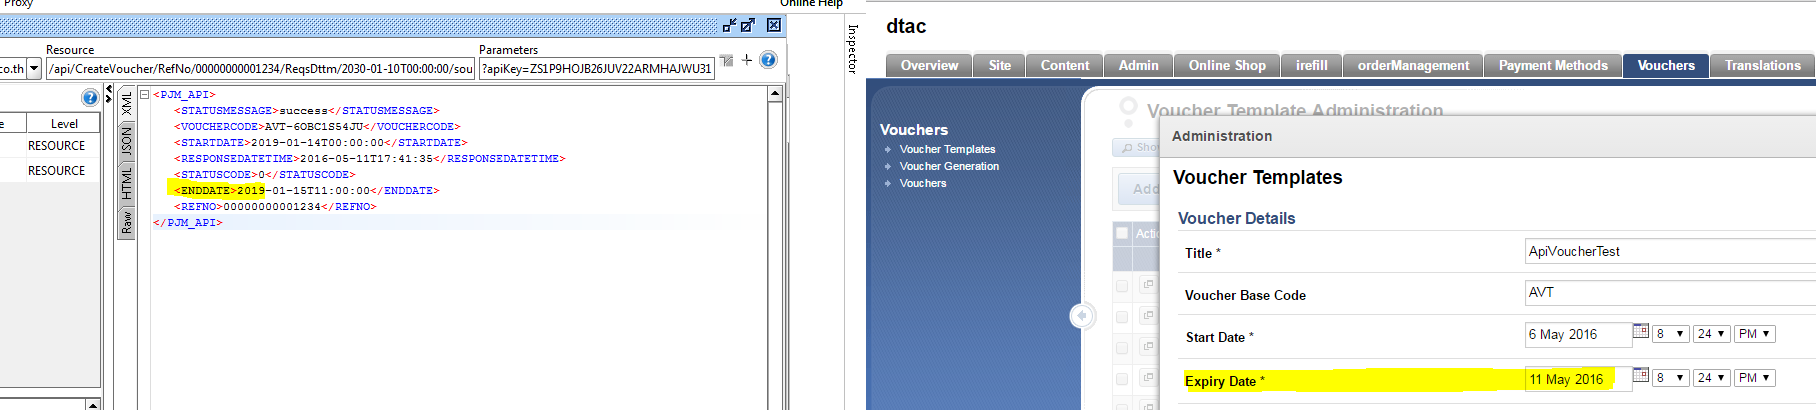 Proxy
Online Help
Resource
Parameters
co.th
/api/CreateVoucher/RefNo/00000000001234/ReqsDttm/2030-01-10T00:00:00/sou
?apiKey=ZS1P9HOJB26JUV22ARMHAJWU31
Level
RESOURCE
RESOURCE
XML
JSON
HTML
Raw
<PJM_API>
<STATUSMESSAGE>success</STATUSMESSAGE>
<VOUCHERCODE>AVT-6OBC1S54JU</VOUCHERCODE>
<STARTDATE>2019-01-14T00:00:00</STARTDATE>
<RESPONSEDATETIME>2016-05-11T17:41:35</RESPONSEDATETIME>
<STATUSCODE>0</STATUSCODE>
<ENDDATE>2019-01-15T11:00:00</ENDDATE>
<REFNO>00000000001234</REFNO>
</PJM_API>
Inspector
dtac
Overview
Site
Content
Admin
Online Shop
irefill
orderManagement
Payment Methods
Vouchers
Translations
Vouchers
Voucher Templates
Voucher Generation
Vouchers
Voucher Template Administration
Sho
Add
Actio
Administration
Voucher Templates
Voucher Details
Title *
ApiVoucherTest
Voucher Base Code
AVT
Start Date *
6 May 2016
8
24
PM
Expiry Date *
11 May 2016
8
24
PM